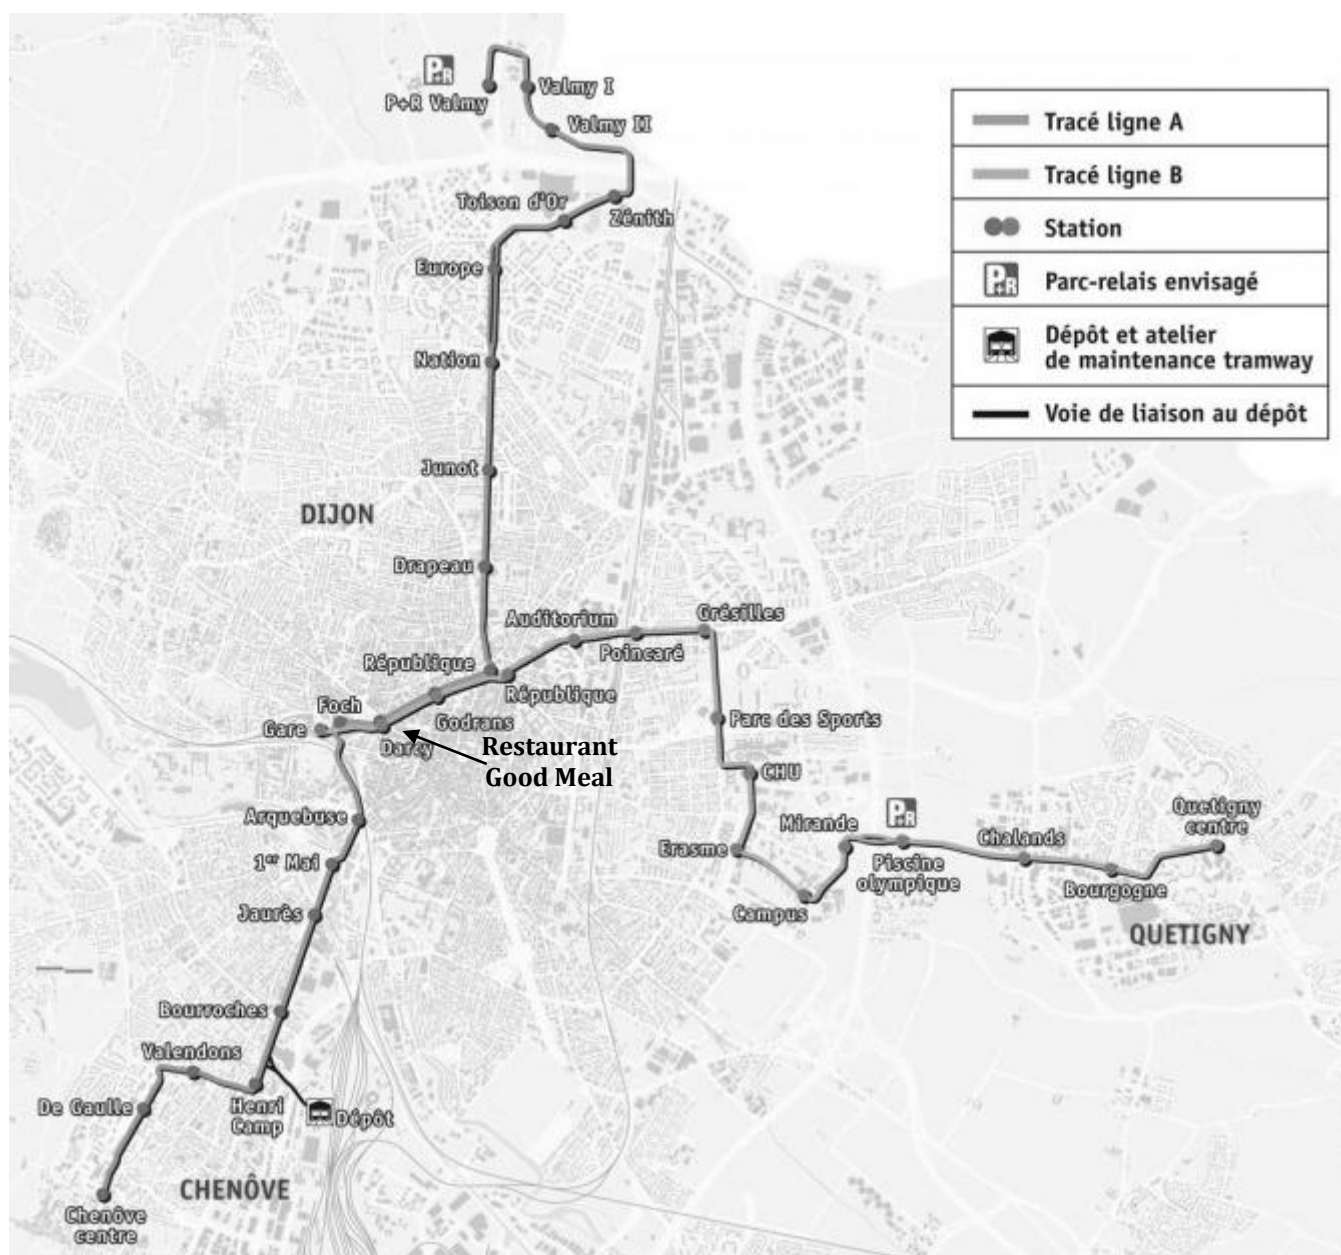 P+R
P+R Valmy
Valmy I
Valmy II
Tracé ligne A
Tracé ligne B
Station
P+R
Parc-relais envisagé
Dépôt et atelier
de maintenance tramway
Voie de liaison au dépôt
Toison d'Or
Zénith
Europe
Nation
Junot
DIJON
Drapeau
Auditorium
Grésilles
Poincaré
République
République
Foch
Gare
Godrans
Darcy
Restaurant
Good Meal
Parc des Sports
CHU
Arquebuse
1er Mai
Jaurès
Erasme
Mirande
P+R
Piscine
olympique
Campus
Chalands
Quetigny
centre
Bourgogne
QUETIGNY
Bourroches
Valendons
De Gaulle
Henri
Camp
Dépôt
CHENÔVE
Chenôve
centre